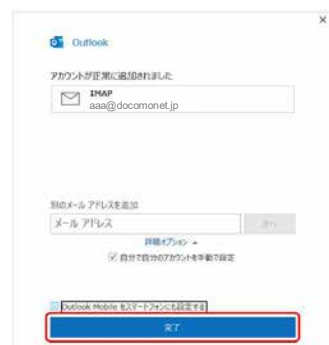 Outlook
アカウントが正常に追加されました
IMAP
aaa@docomonet.jp
別のメール アドレスを追加
メール アドレス
次へ
詳細オプション
自分で自分のアカウントを手動で設定
Outlook Mobile をスマートフォンにも設定する
完了